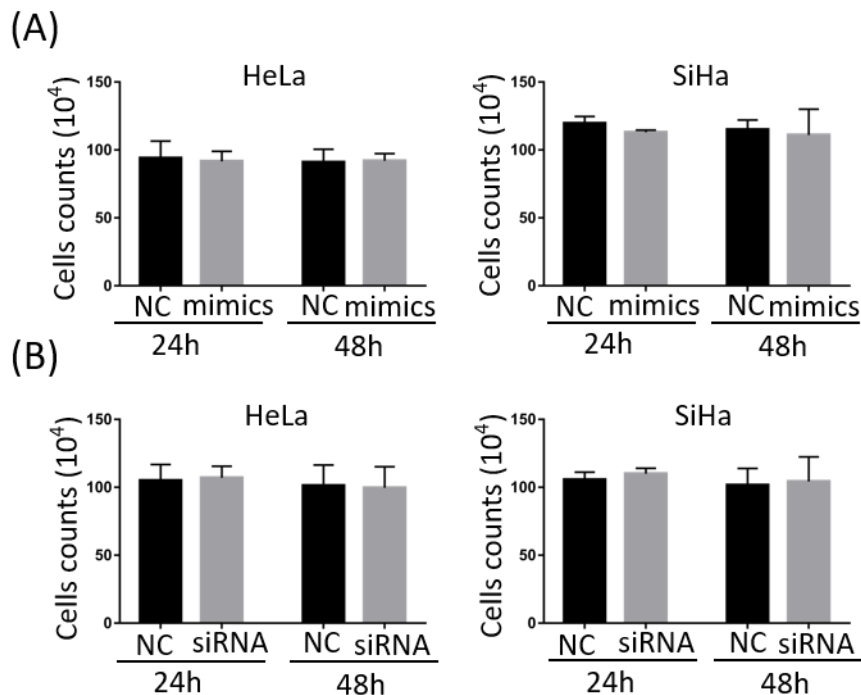 (A)
HeLa
Cells counts (10⁴)
150
100
50
0
NC mimics NC mimics
24h 48h
SiHa
Cells counts (10⁴)
150
100
50
0
NC mimics NC mimics
24h 48h
(B)
HeLa
Cells counts (10⁴)
150
100
50
0
NC siRNA NC siRNA
24h 48h
SiHa
Cells counts (10⁴)
150
100
50
0
NC siRNA NC siRNA
24h 48h